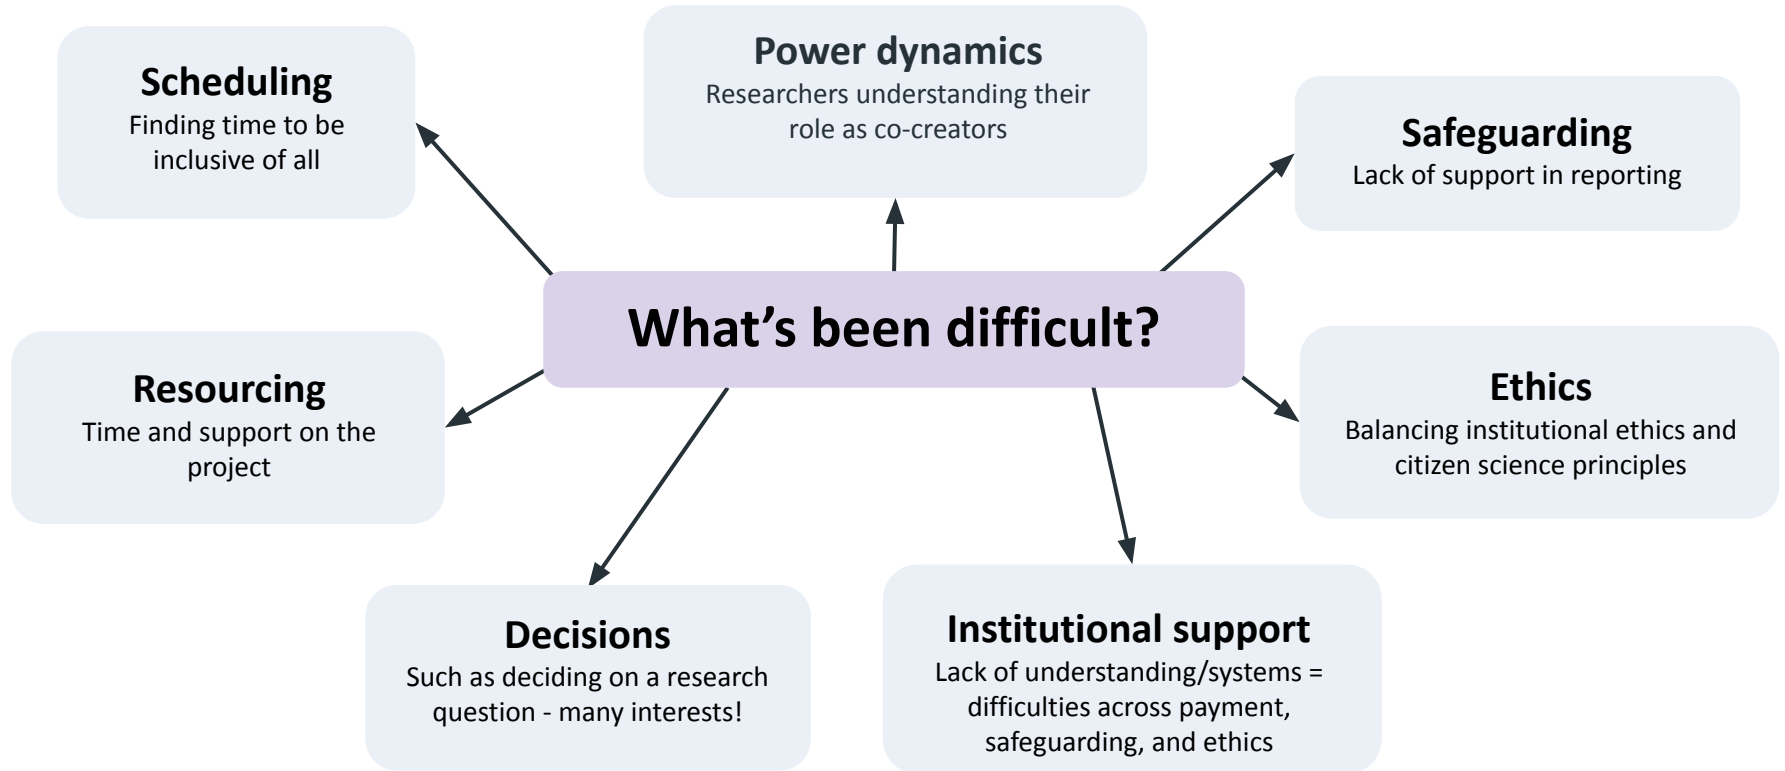 Power dynamics
Researchers understanding their
role as co-creators
Scheduling
Finding time to be
inclusive of all
Safeguarding
Lack of support in reporting
What’s been difficult?
Resourcing
Time and support on the
project
Ethics
Balancing institutional ethics and
citizen science principles
Decisions
Such as deciding on a research
question - many interests!
Institutional support
Lack of understanding/systems =
difficulties across payment,
safeguarding, and ethics